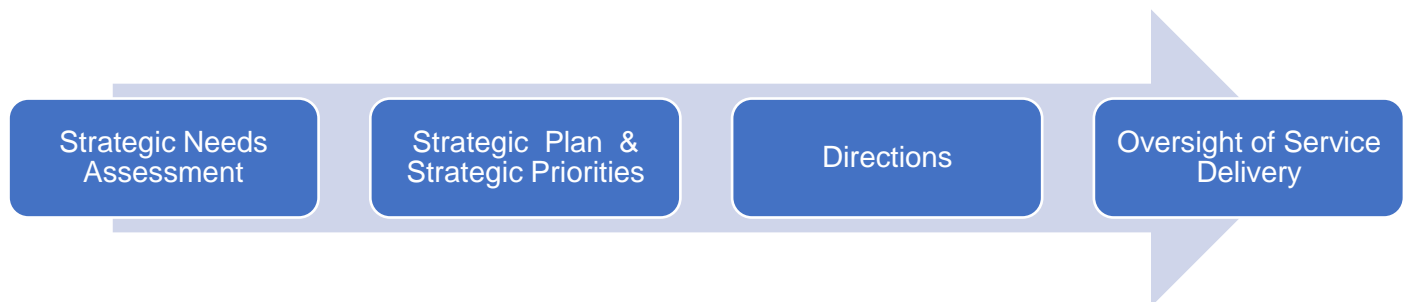 Strategic Needs
Assessment
Strategic Plan &
Strategic Priorities
Directions
Oversight of Service
Delivery